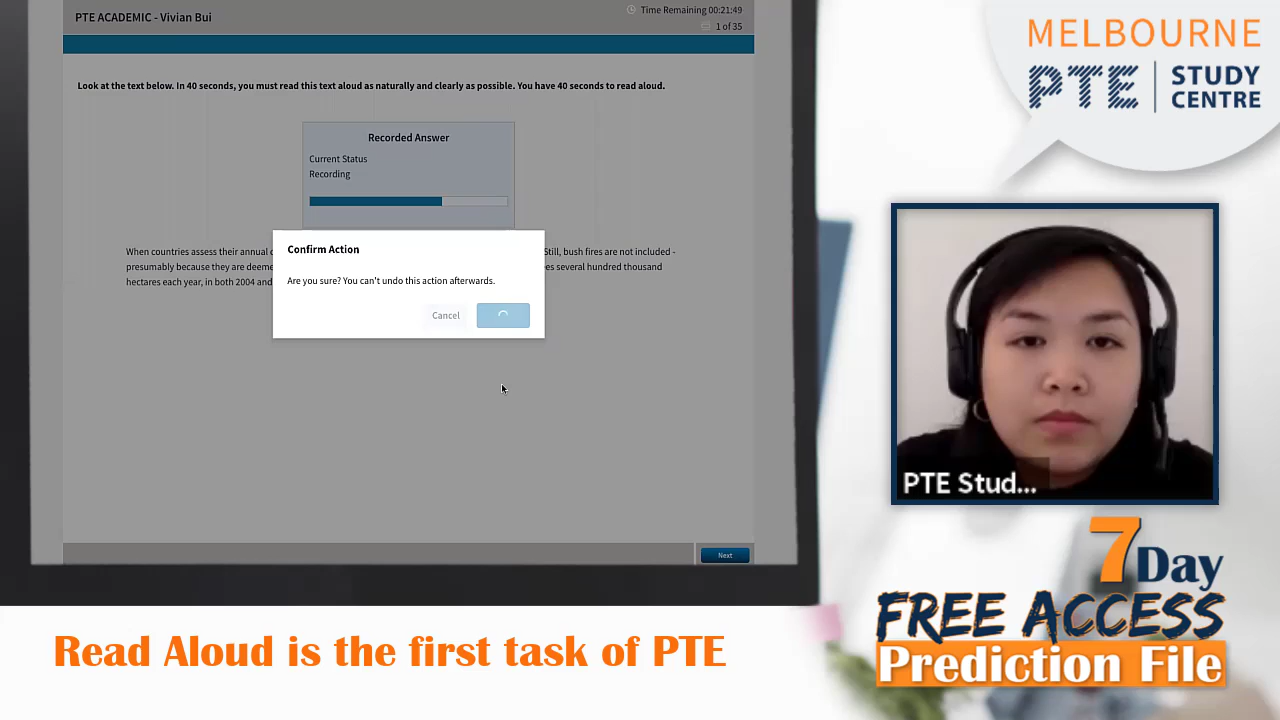 PTE ACADEMIC - Vivian Bui
Time Remaining 00:21:49
1 of 35
Look at the text below. In 40 seconds, you must read this text aloud as naturally and clearly as possible. You have 40 seconds to read aloud.
Recorded Answer
Current Status
Recording
When countries assess their annual Still, bush fires are not included -
presumably because they are several hundred thousand
hectares each year, in both 2004 and
Confirm Action
Are you sure? You can't undo this action afterwards.
Cancel
Next
MELBOURNE
PTE STUDY
CENTRE
PTE Stud...
7 Day
FREE ACCESS
Prediction File
Read Aloud is the first task of PTE